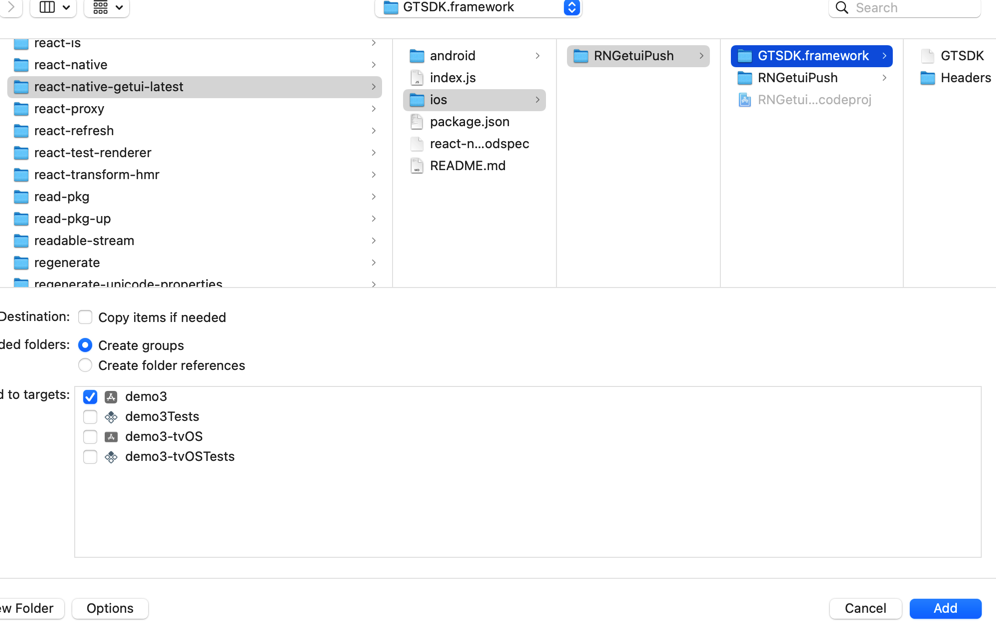 GTSDK.framework
Search
react-is
react-native
react-native-getui-latest
react-proxy
react-refresh
react-test-renderer
react-transform-hmr
read-pkg
read-pkg-up
readable-stream
regenerate
regenerate-unicode-properties
android
index.js
ios
package.json
react-n...odspec
README.md
RNGetuiPush
GTSDK.framework
RNGetuiPush
RNGetui...codeproj
GTSDK
Headers
Destination:
Copy items if needed
ded folders:
Create groups
Create folder references
d to targets:
demo3
demo3Tests
demo3-tvOS
demo3-tvOSTests
ew Folder
Options
Cancel
Add